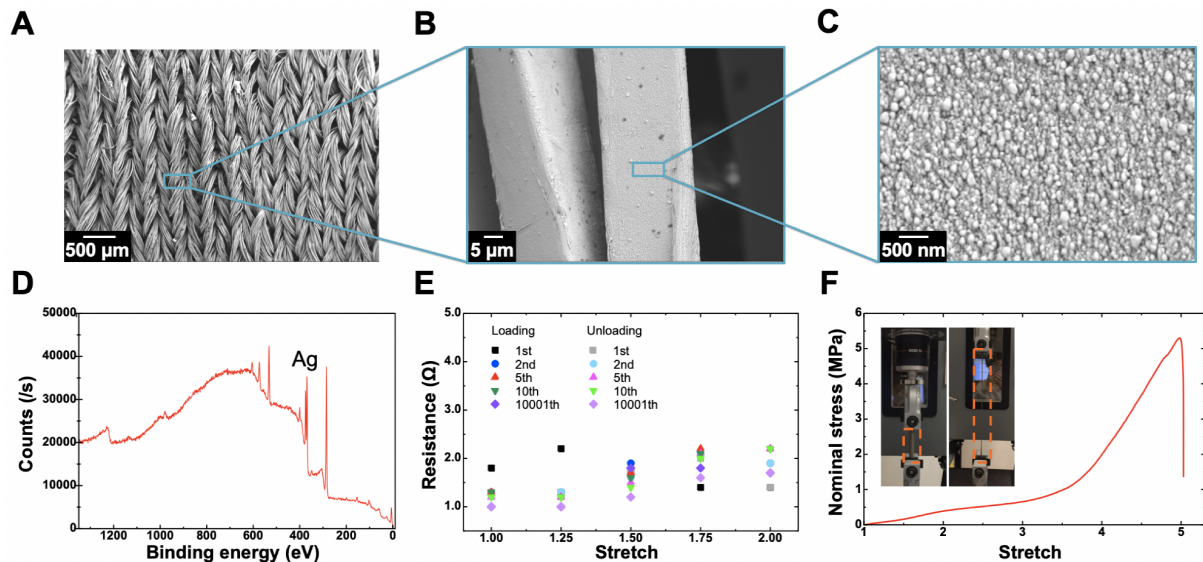 A
B
C
500 μm
5 μm
500 nm
D
E
F
50000
40000
30000
20000
10000
0
Counts (/s)
Ag
1200 1000 800 600 400 200 0
Binding energy (eV)
5.0
4.0
3.0
2.0
1.0
Resistance (Ω)
Loading Unloading
1st 1st
2nd 2nd
5th 5th
10th 10th
10001th 10001th
1.00 1.25 1.50 1.75 2.00
Stretch
6
5
4
3
2
1
0
Nominal stress (MPa)
1 2 3 4 5
Stretch